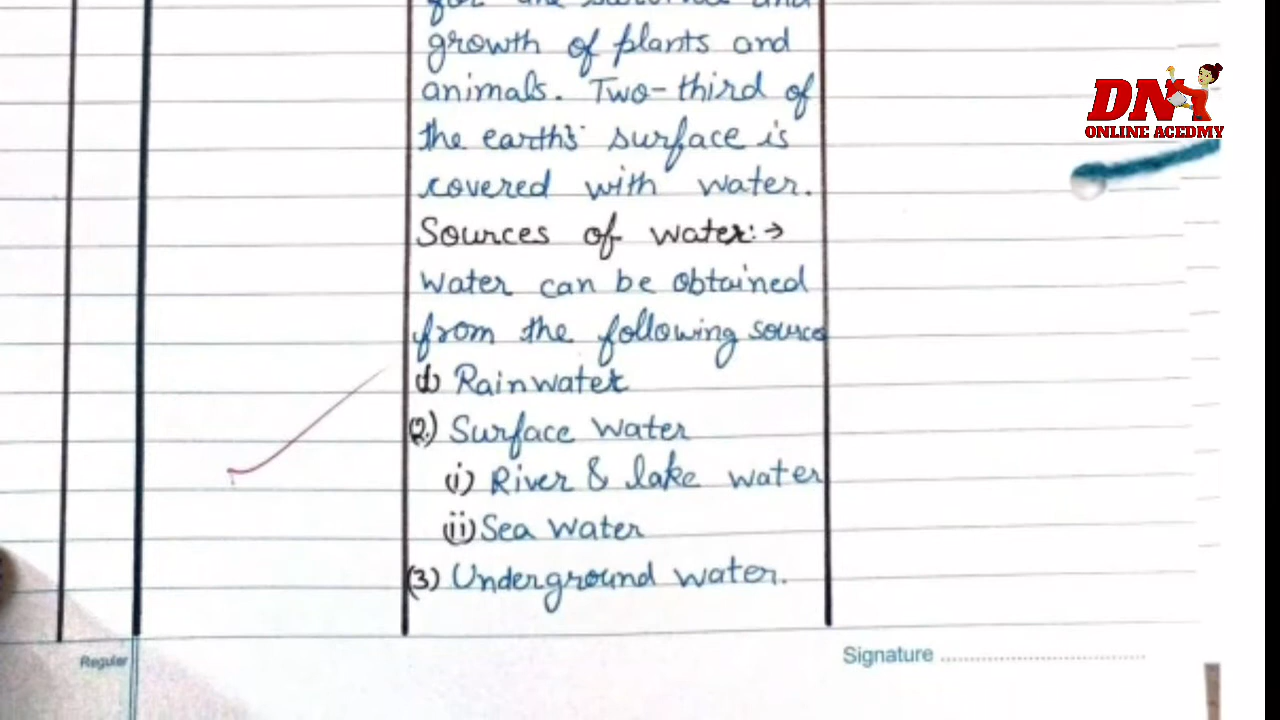 growth of plants and
animals. Two-third of
the earth's surface is
covered with water.
Sources of water:→
Water can be obtained
from the following source
(1) Rainwater
(2.) Surface water
(i) River & lake water
(ii) Sea water
(3) Underground water.
Regular
Signature
DN
ONLINE ACEDMY